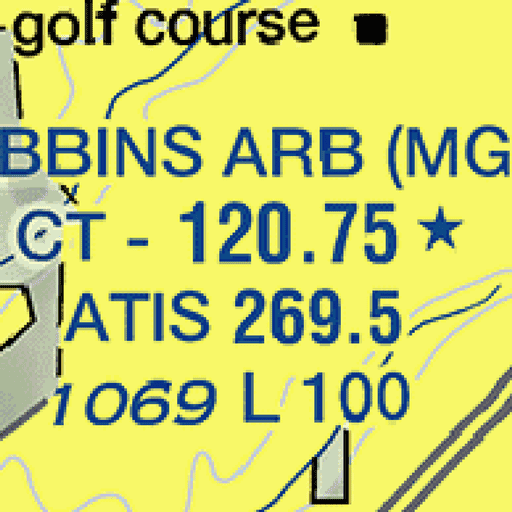 golf course
BBINS ARB (MG
CT - 120.75 ★
ATIS 269.5
1069 L 100